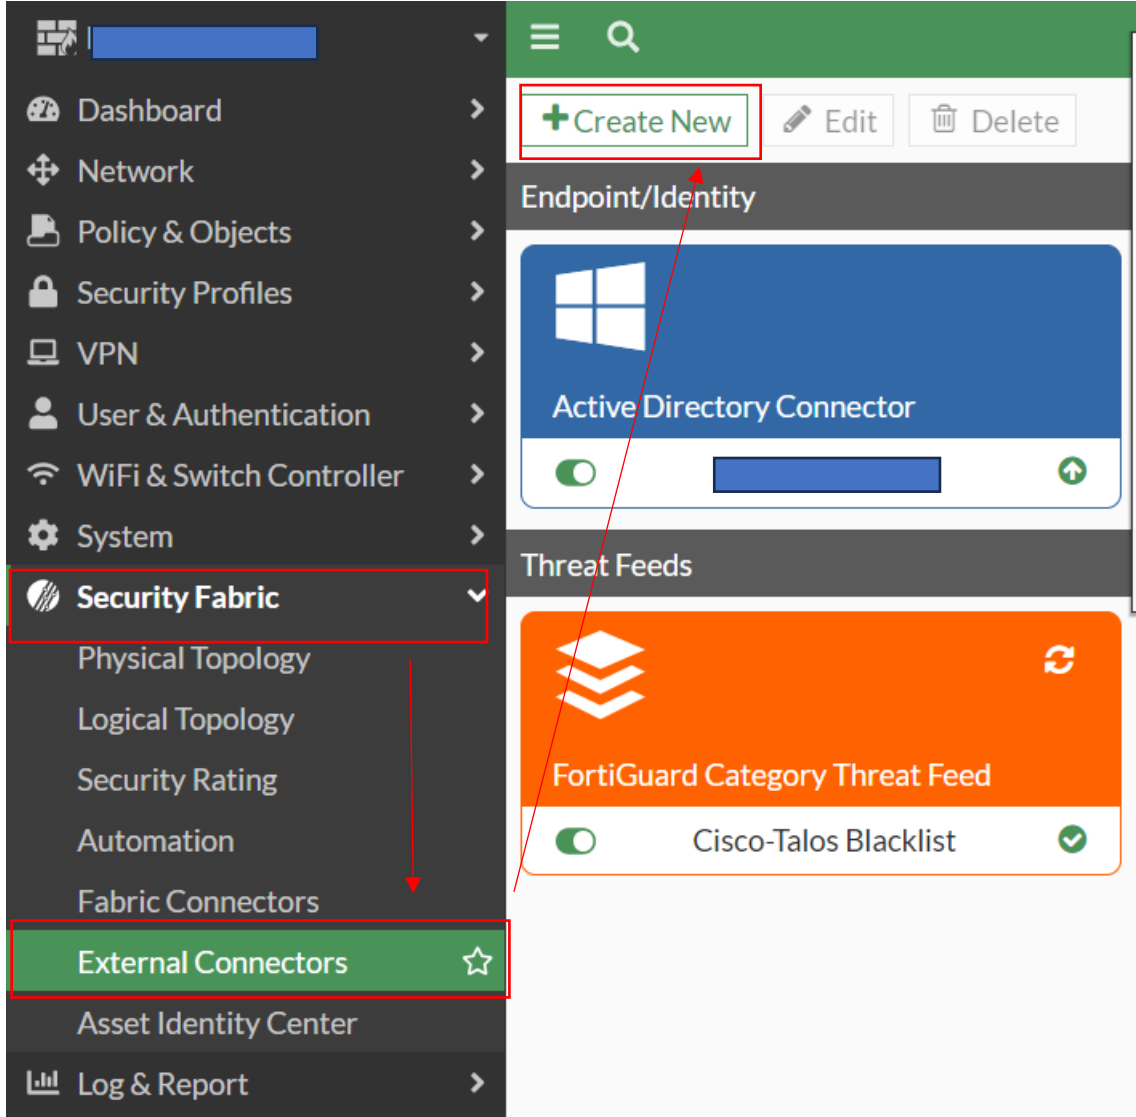 Dashboard
Network
Policy & Objects
Security Profiles
VPN
User & Authentication
WiFi & Switch Controller
System
Security Fabric
Physical Topology
Logical Topology
Security Rating
Automation
Fabric Connectors
External Connectors
Asset Identity Center
Log & Report
Create New
Edit
Delete
Endpoint/Identity
Active Directory Connector
Threat Feeds
FortiGuard Category Threat Feed
Cisco-Talos Blacklist